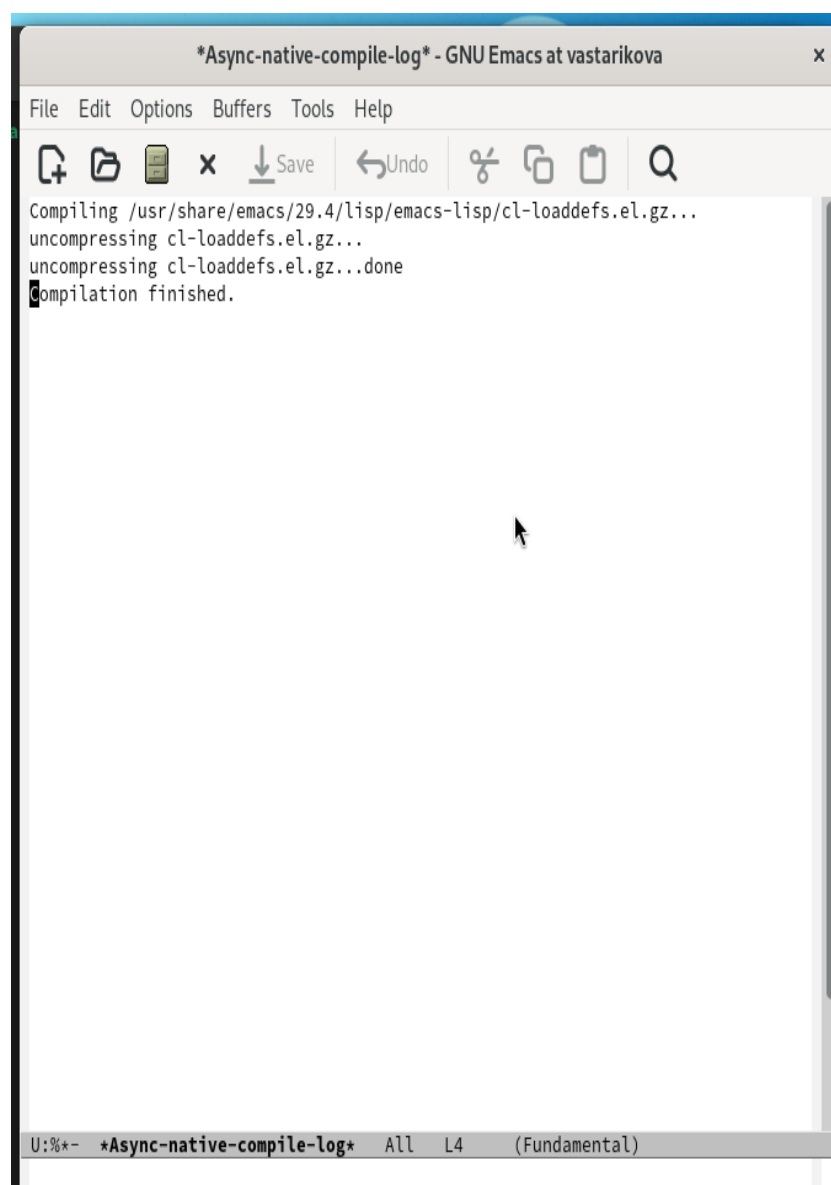 *Async-native-compile-log* - GNU Emacs at vastarikova
File Edit Options Buffers Tools Help
Save Undo
Compiling /usr/share/emacs/29.4/lisp/emacs-lisp/cl-loaddefs.el.gz...
uncompressing cl-loaddefs.el.gz...
uncompressing cl-loaddefs.el.gz...done
Compilation finished.
U:%*- *Async-native-compile-log* All L4 (Fundamental)